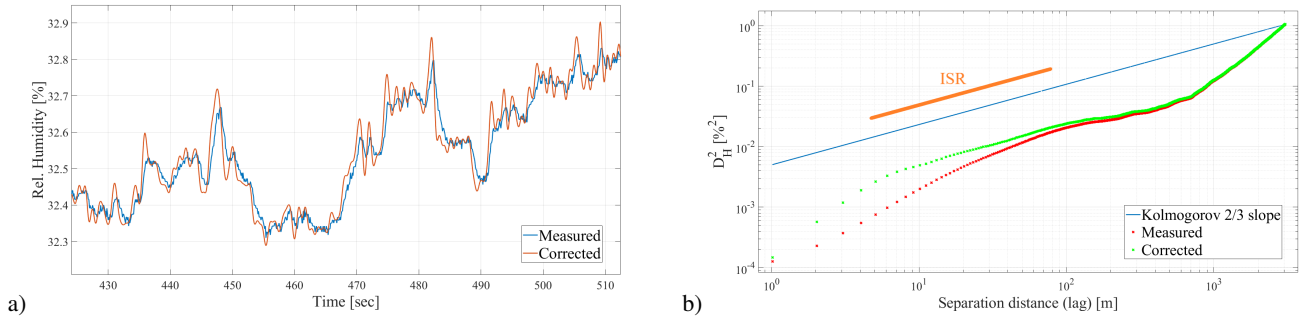 32.9
32.8
32.7
32.6
32.5
32.4
32.3
Rel. Humidity [%]
430 440 450 460 470 480 490 500 510
Time [sec]
Measured
Corrected
a)
10^0
10^-1
10^-2
10^-3
10^-4
D_H^2 [%^2]
ISR
Kolmogorov 2/3 slope
Measured
Corrected
10^0 10^1 10^2 10^3
Separation distance (lag) [m]
b)